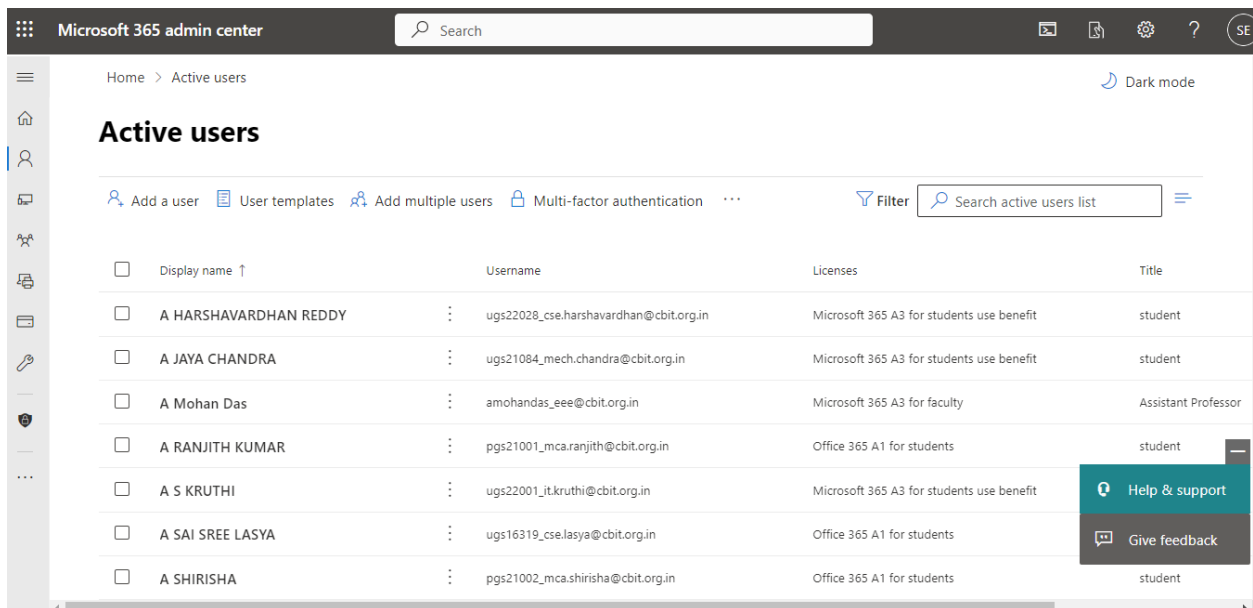 Microsoft 365 admin center Search SE
Home > Active users Dark mode
Active users
Add a user User templates Add multiple users Multi-factor authentication ... Filter Search active users list
Display name ↑ Username Licenses Title
A HARSHAVARDHAN REDDY ugs22028_cse.harshavardhan@cbit.org.in Microsoft 365 A3 for students use benefit student
A JAYA CHANDRA ugs21084_mech.chandra@cbit.org.in Microsoft 365 A3 for students use benefit student
A Mohan Das amohandas_eee@cbit.org.in Microsoft 365 A3 for faculty Assistant Professor
A RANJITH KUMAR pgs21001_mca.ranjith@cbit.org.in Office 365 A1 for students student
A S KRUTHI ugs22001_it.kruthi@cbit.org.in Microsoft 365 A3 for students use benefit
Help & support
A SAI SREE LASYA ugs16319_cse.lasya@cbit.org.in Office 365 A1 for students
Give feedback
A SHIRISHA pgs21002_mca.shirisha@cbit.org.in Office 365 A1 for students student